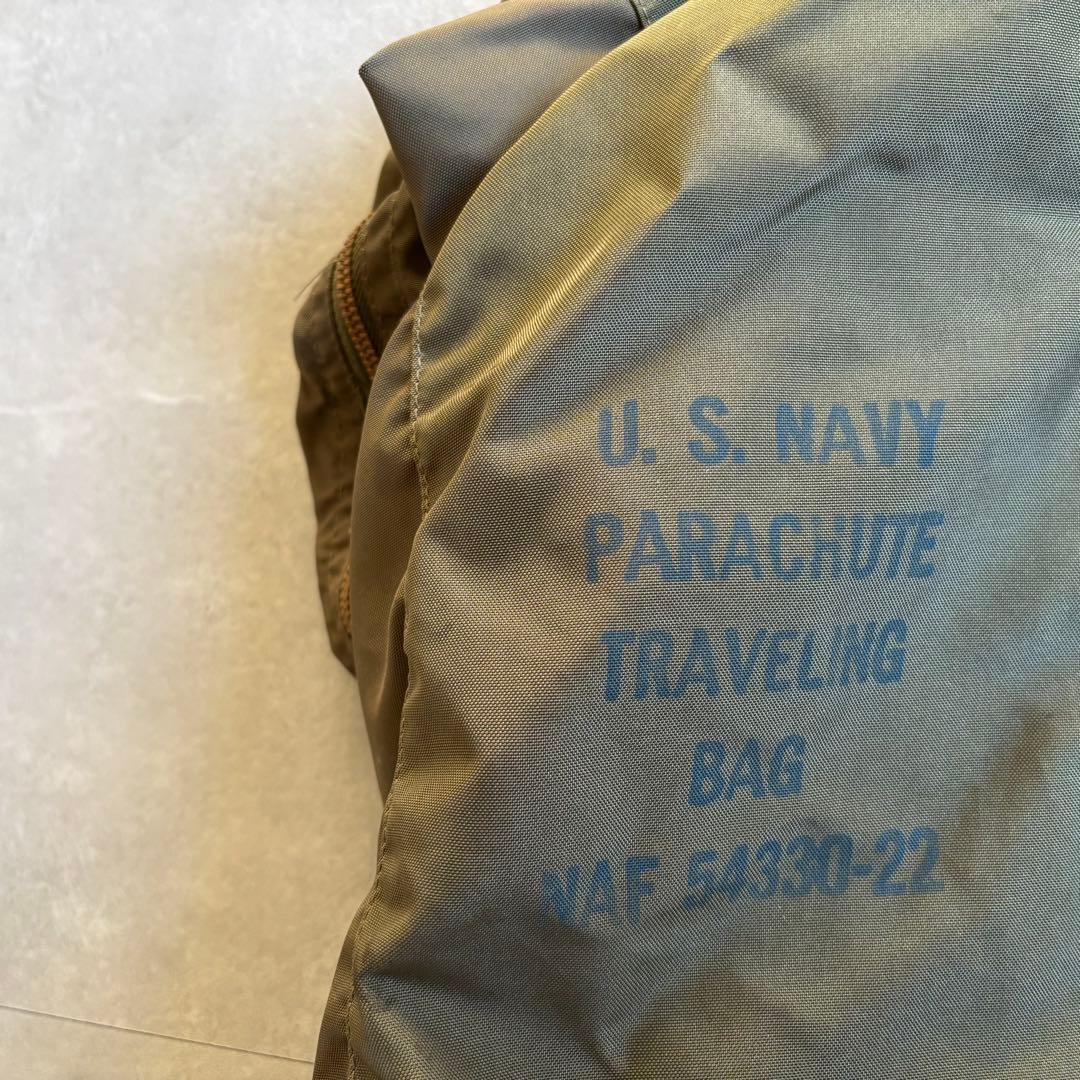 U. S. NAVY
PARACHUTE
TRAVELING
BAG
NAF 54330-22